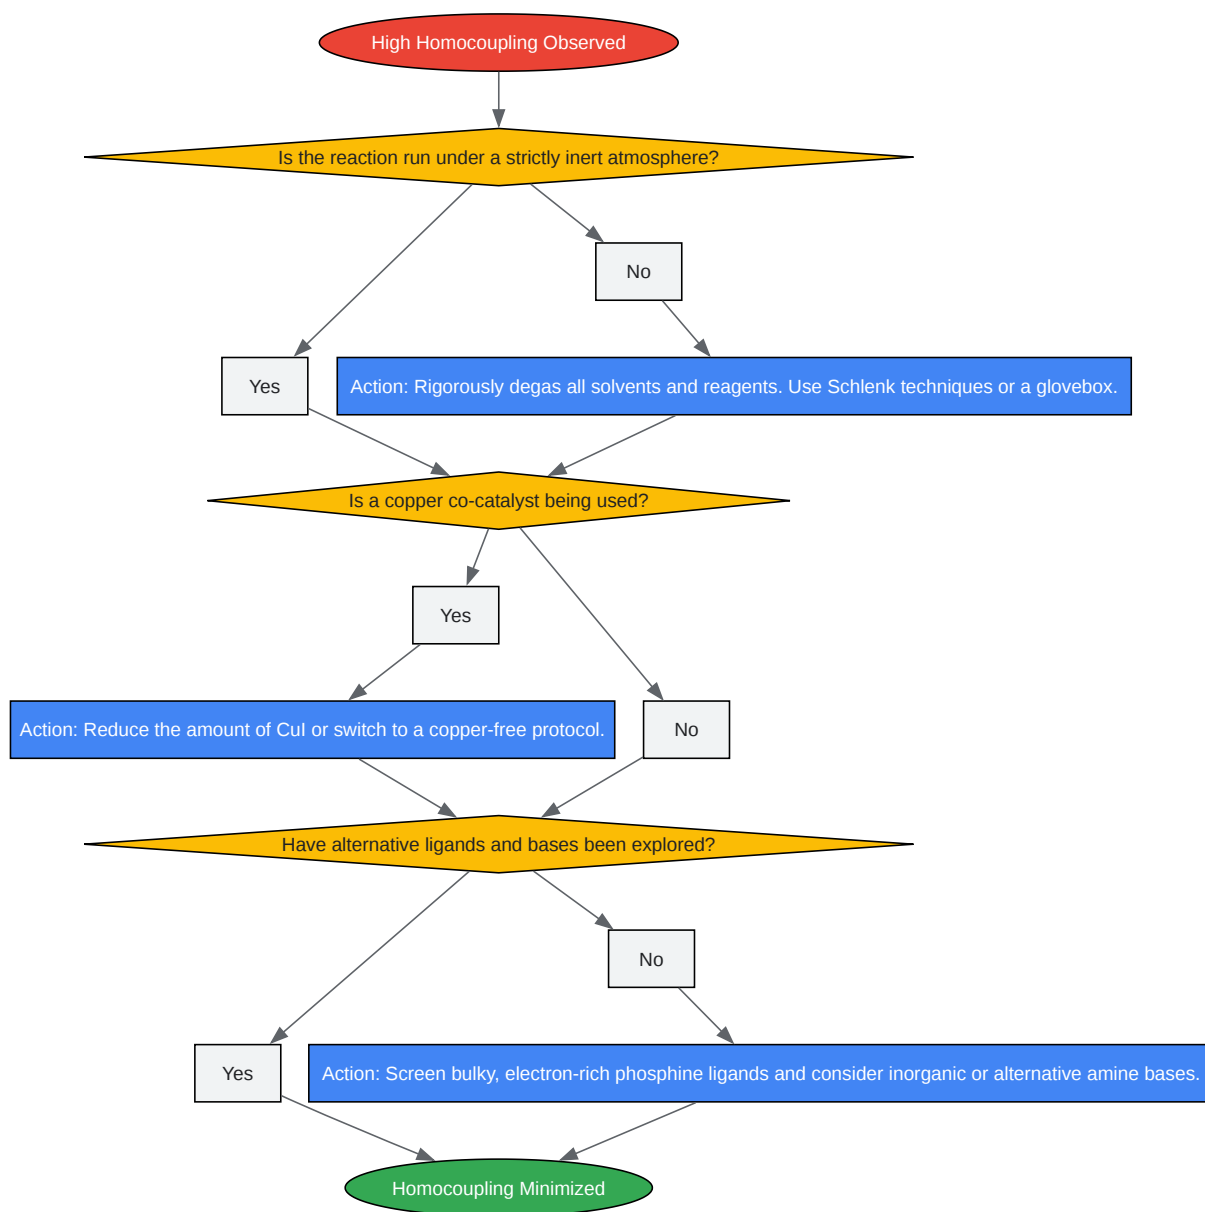 High Homocoupling Observed
Is the reaction run under a strictly inert atmosphere?
No
Yes
Action: Rigorously degas all solvents and reagents. Use Schlenk techniques or a glovebox.
Is a copper co-catalyst being used?
Yes
Action: Reduce the amount of CuI or switch to a copper-free protocol.
No
Have alternative ligands and bases been explored?
No
Yes
Action: Screen bulky, electron-rich phosphine ligands and consider inorganic or alternative amine bases.
Homocoupling Minimized